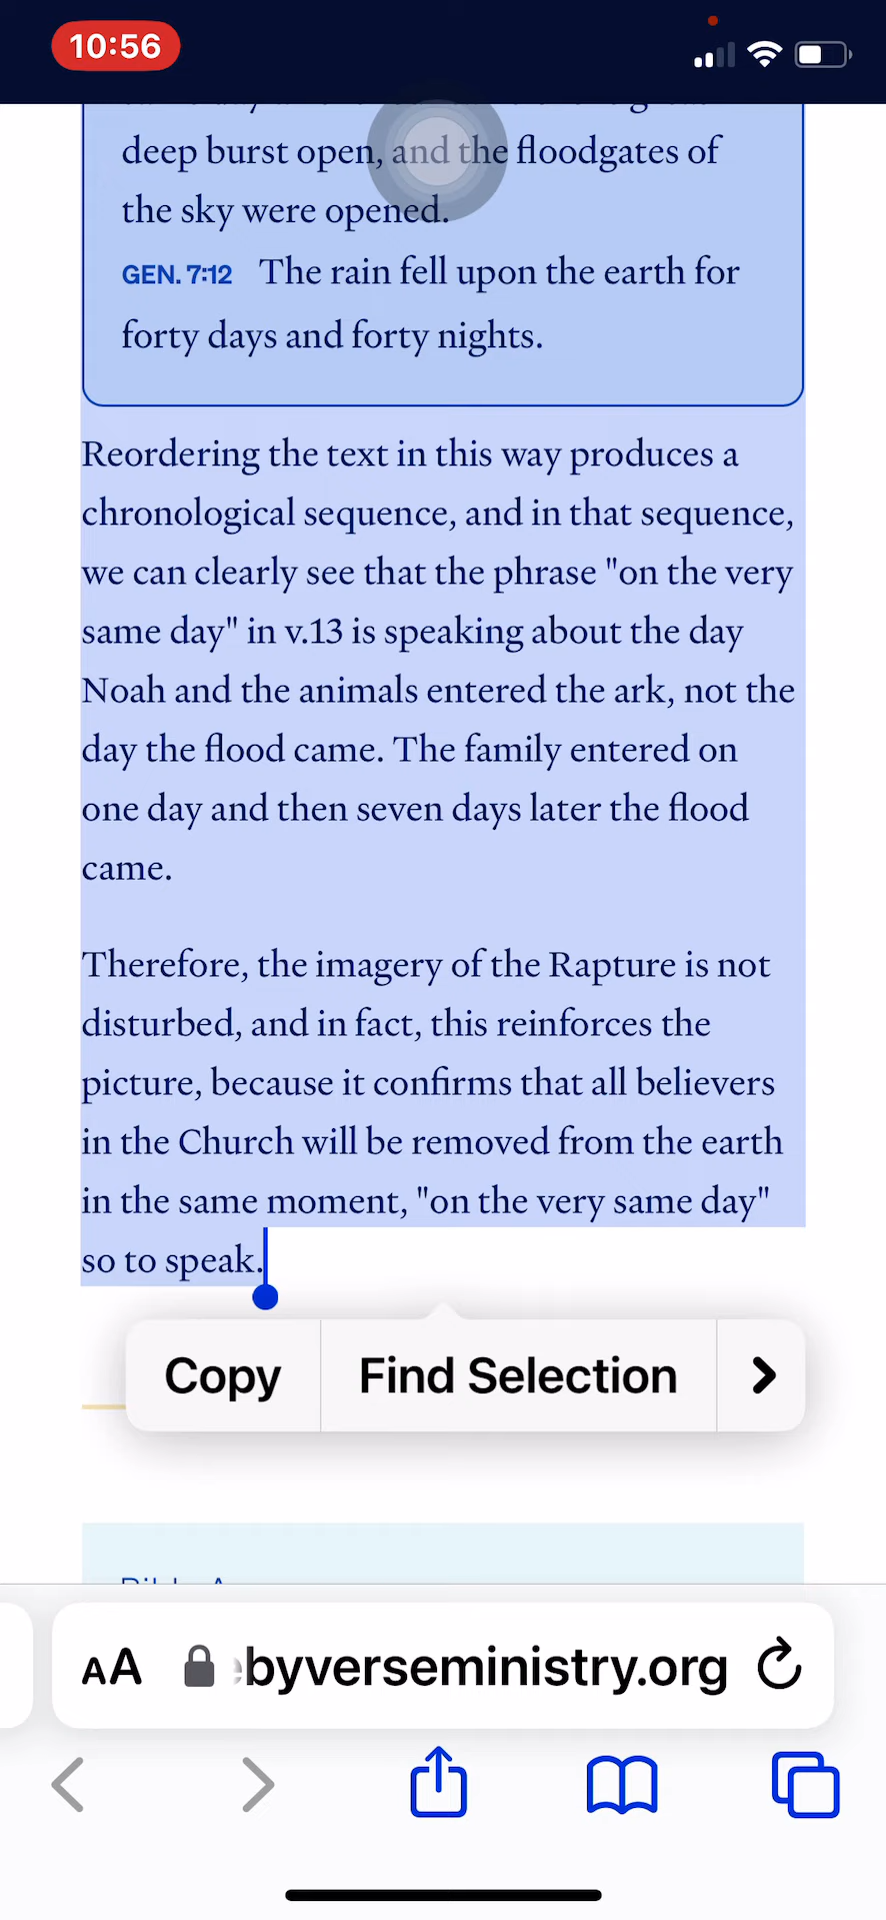 10:56
deep burst open, and the floodgates of
the sky were opened.
GEN. 7:12 The rain fell upon the earth for
forty days and forty nights.
Reordering the text in this way produces a
chronological sequence, and in that sequence,
we can clearly see that the phrase "on the very
same day" in v.13 is speaking about the day
Noah and the animals entered the ark, not the
day the flood came. The family entered on
one day and then seven days later the flood
came.
Therefore, the imagery of the Rapture is not
disturbed, and in fact, this reinforces the
picture, because it confirms that all believers
in the Church will be removed from the earth
in the same moment, "on the very same day"
so to speak.
Copy
Find Selection
AA
byverseministry.org